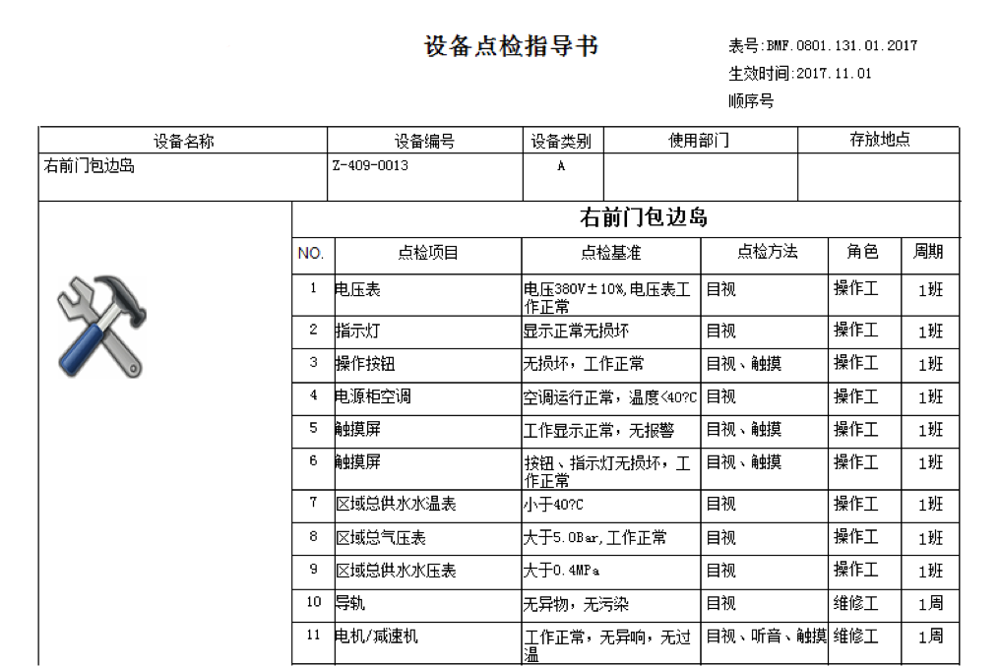 设备点检指导书
表号:BMF.0801.131.01.2017
生效时间:2017.11.01
顺序号
设备名称 设备编号 设备类别 使用部门 存放地点
右前门包边岛 Z-409-0013 A
右前门包边岛
NO. 点检项目 点检基准 点检方法 角色 周期
1 电压表 电压380V±10%,电压表工作正常 目视 操作工 1班
2 指示灯 显示正常无损坏 目视 操作工 1班
3 操作按钮 无损坏，工作正常 目视、触摸 操作工 1班
4 电源柜空调 空调运行正常，温度<40?C 目视 操作工 1班
5 触摸屏 工作显示正常，无报警 目视、触摸 操作工 1班
6 触摸屏 按钮、指示灯无损坏，工作正常 目视、触摸 操作工 1班
7 区域总供水水温表 小于40?C 目视 操作工 1班
8 区域总气压表 大于5.0Bar,工作正常 目视 操作工 1班
9 区域总供水水压表 大于0.4MPa 目视 操作工 1班
10 导轨 无异物，无污染 目视 维修工 1周
11 电机/减速机 工作正常，无异响，无过温 目视、听音、触摸 维修工 1周